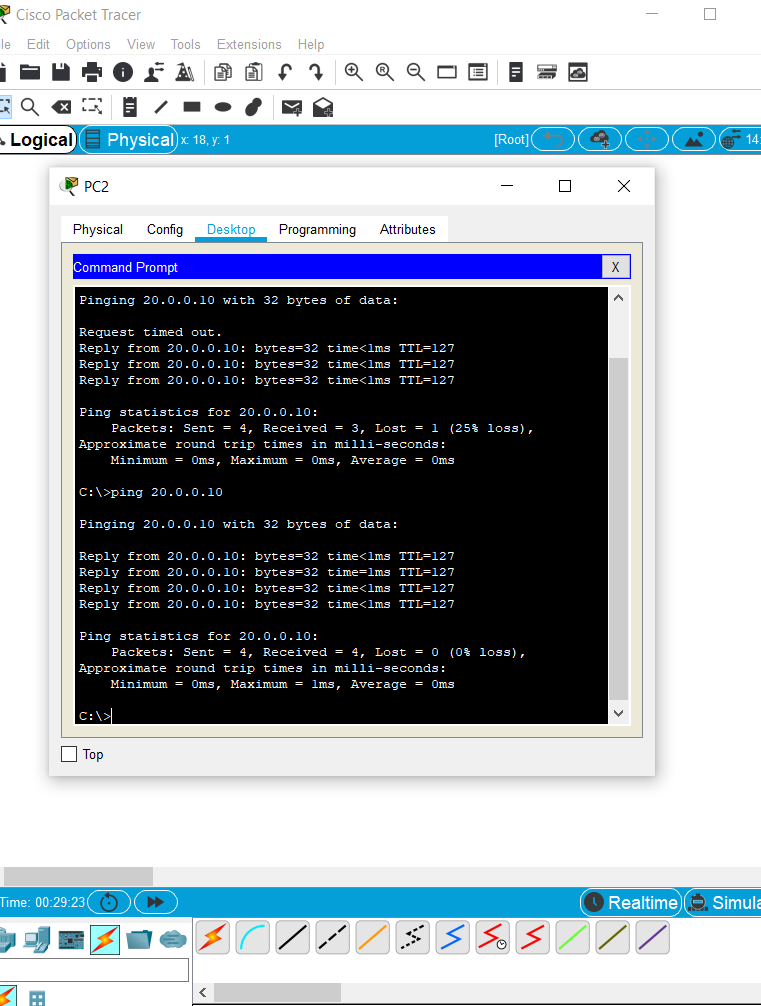 Cisco Packet Tracer
le Edit Options View Tools Extensions Help
Logical Physical x: 18, y: 1 [Root] 14:
PC2
Physical Config Desktop Programming Attributes
Command Prompt X
Pinging 20.0.0.10 with 32 bytes of data:
Request timed out.
Reply from 20.0.0.10: bytes=32 time<1ms TTL=127
Reply from 20.0.0.10: bytes=32 time<1ms TTL=127
Reply from 20.0.0.10: bytes=32 time<1ms TTL=127
Ping statistics for 20.0.0.10:
Packets: Sent = 4, Received = 3, Lost = 1 (25% loss),
Approximate round trip times in milli-seconds:
Minimum = 0ms, Maximum = 0ms, Average = 0ms
C:\>ping 20.0.0.10
Pinging 20.0.0.10 with 32 bytes of data:
Reply from 20.0.0.10: bytes=32 time<1ms TTL=127
Reply from 20.0.0.10: bytes=32 time=1ms TTL=127
Reply from 20.0.0.10: bytes=32 time<1ms TTL=127
Reply from 20.0.0.10: bytes=32 time<1ms TTL=127
Ping statistics for 20.0.0.10:
Packets: Sent = 4, Received = 4, Lost = 0 (0% loss),
Approximate round trip times in milli-seconds:
Minimum = 0ms, Maximum = 1ms, Average = 0ms
C:\>
Top
Time: 00:29:23 Realtime Simula